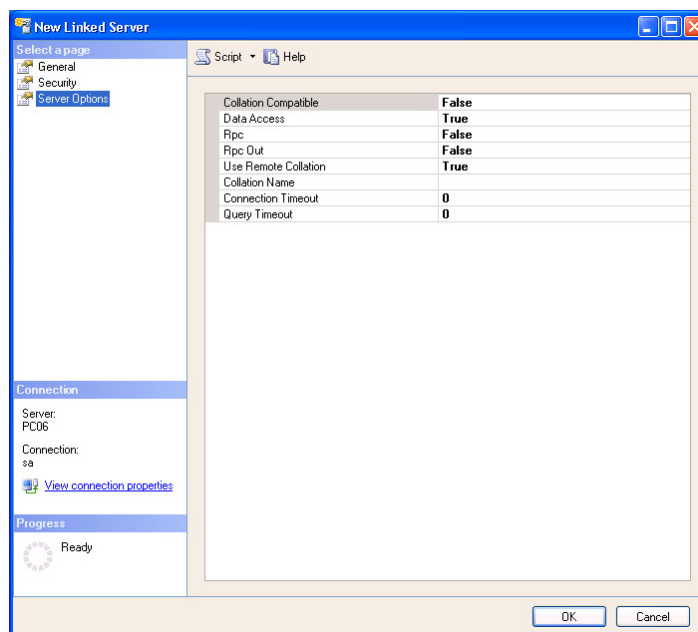 New Linked Server
Select a page
General
Security
Server Options
Script
Help
Collation Compatible False
Data Access True
Rpc False
Rpc Out False
Use Remote Collation True
Collation Name
Connection Timeout 0
Query Timeout 0
Connection
Server:
PC06
Connection:
sa
View connection properties
Progress
Ready
OK
Cancel